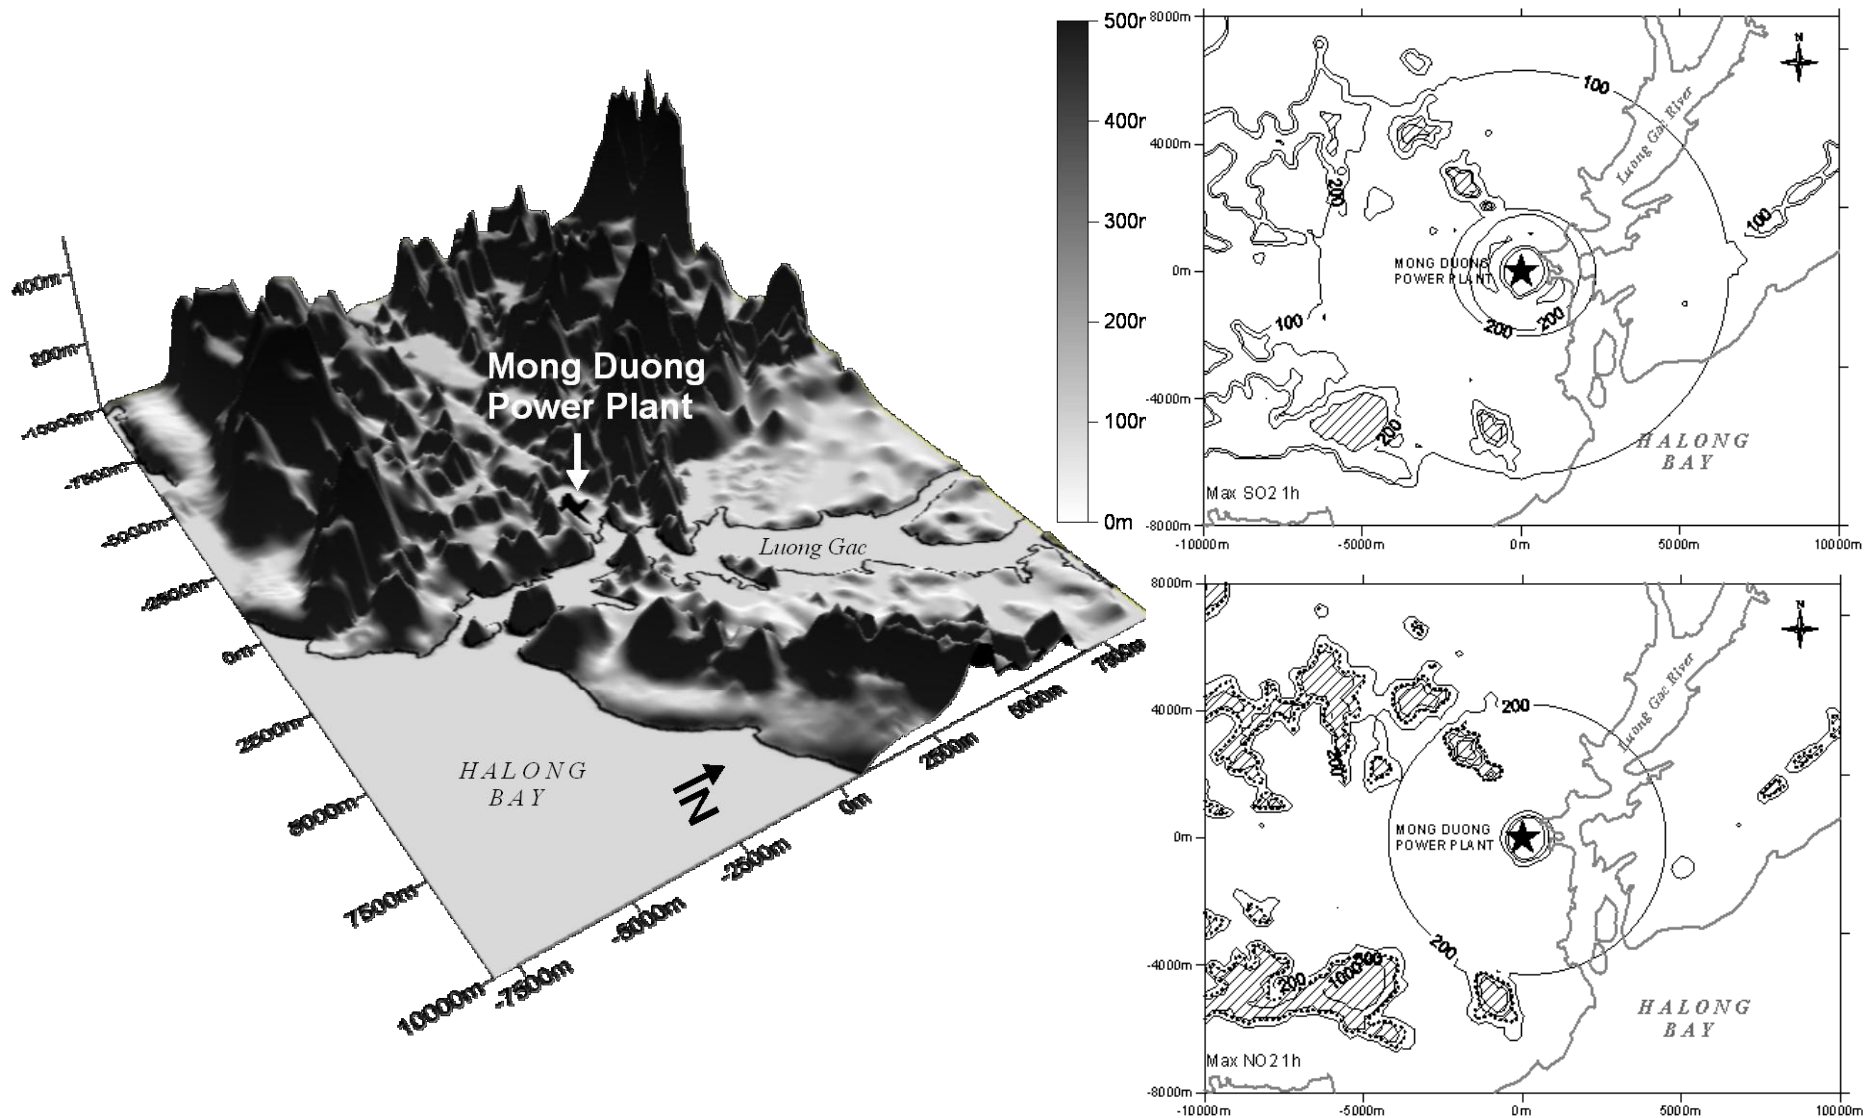 400m
200m
-10000m
-7500m
-5000m
-2500m
0m
2500m
5000m
7500m
10000m
-7500m
-5000m
-2500m
0m
2500m
5000m
7500m
Mong Duong
Power Plant
Luong Gac
HALONG
BAY
N
500m
400m
300m
200m
100m
0m
8000m
4000m
0m
-4000m
-8000m
-10000m
-5000m
0m
5000m
10000m
N
100
Luong Gac River
200
100
MONG DUONG
POWER PLANT
200
200
100
200
HALONG
BAY
Max SO2 1h
8000m
4000m
0m
-4000m
-8000m
-10000m
-5000m
0m
5000m
10000m
N
200
Luong Gac River
200
MONG DUONG
POWER PLANT
200
200
1000
HALONG
BAY
Max NO2 1h